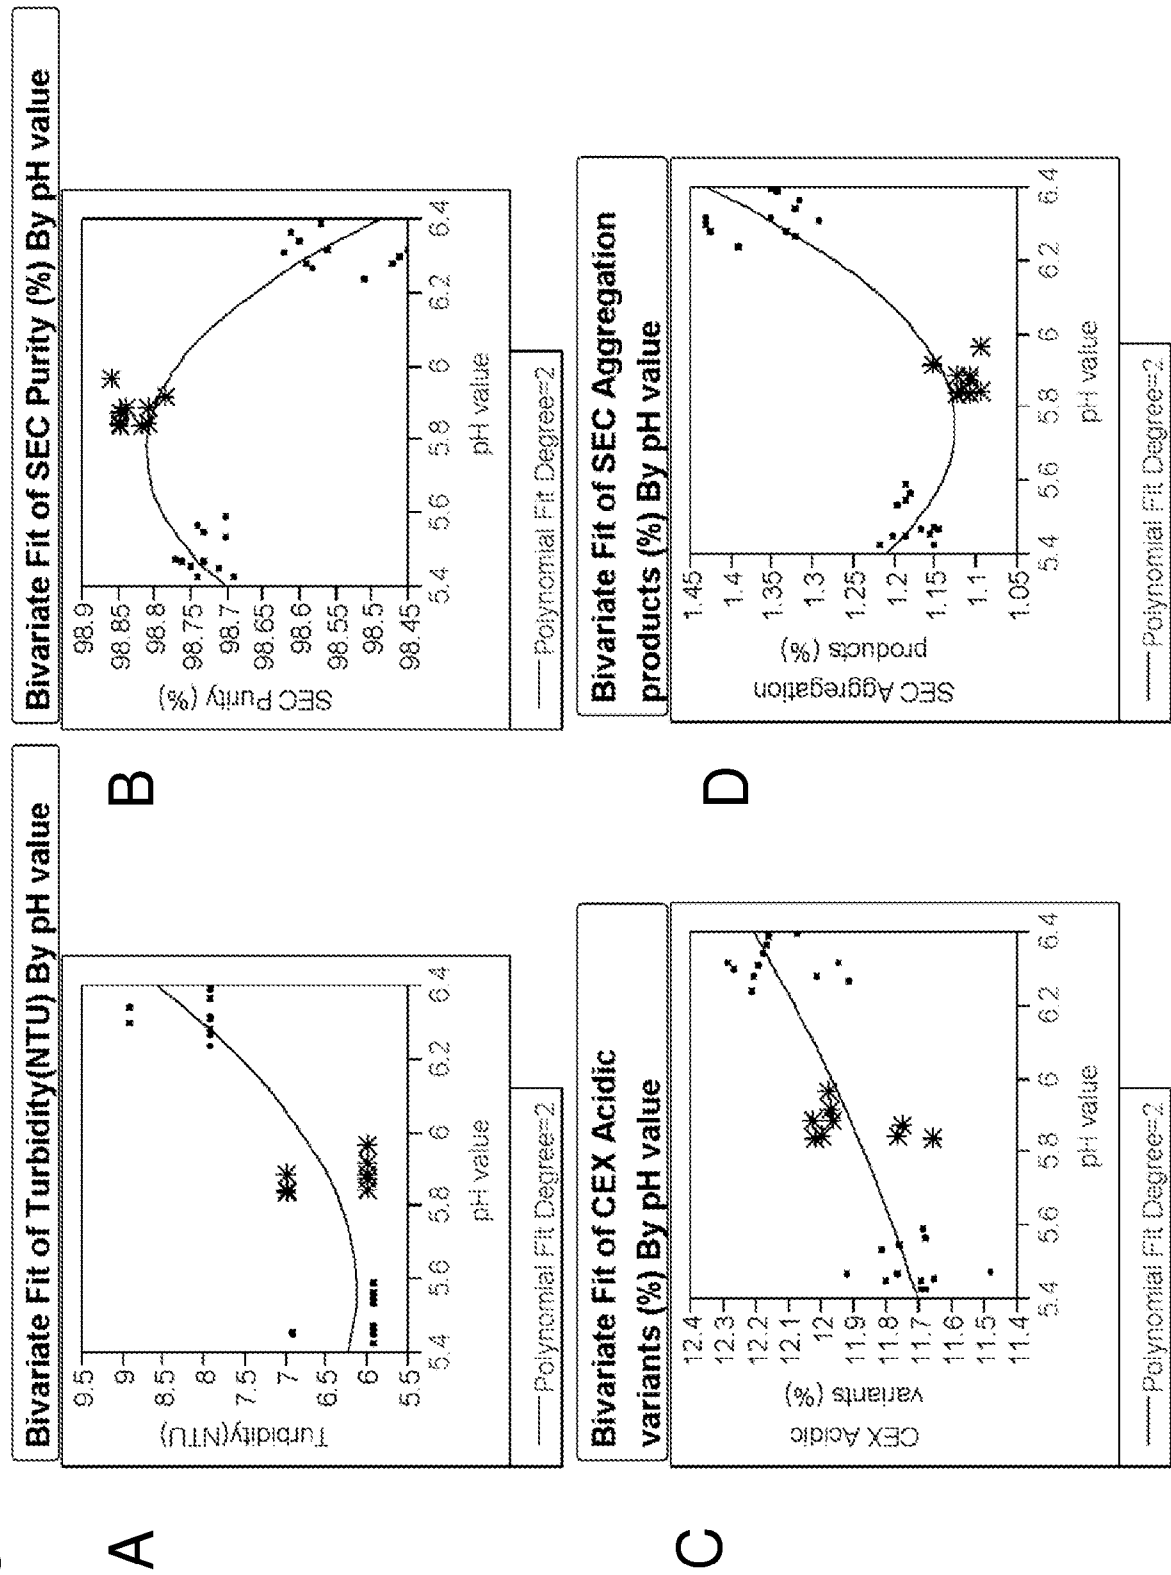 A
Bivariate Fit of Turbidity(NTU) By pH value
Turbidity(NTU)
9.5
9
8.5
8
7.5
7
6.5
6
5.5
5.4 5.6 5.8 6 6.2 6.4
pH value
Polynomial Fit Degree=2
B
Bivariate Fit of SEC Purity (%) By pH value
SEC Purity (%)
98.9
98.85
98.8
98.75
98.7
98.65
98.6
98.55
98.5
98.45
5.4 5.6 5.8 6 6.2 6.4
pH value
Polynomial Fit Degree=2
C
Bivariate Fit of CEX Acidic
variants (%) By pH value
CEX Acidic
variants (%)
12.4
12.3
12.2
12.1
12
11.9
11.8
11.7
11.6
11.5
11.4
5.4 5.6 5.8 6 6.2 6.4
pH value
Polynomial Fit Degree=2
D
Bivariate Fit of SEC Aggregation
products (%) By pH value
SEC Aggregation
products (%)
1.45
1.4
1.35
1.3
1.25
1.2
1.15
1.1
1.05
5.4 5.6 5.8 6 6.2 6.4
pH value
Polynomial Fit Degree=2